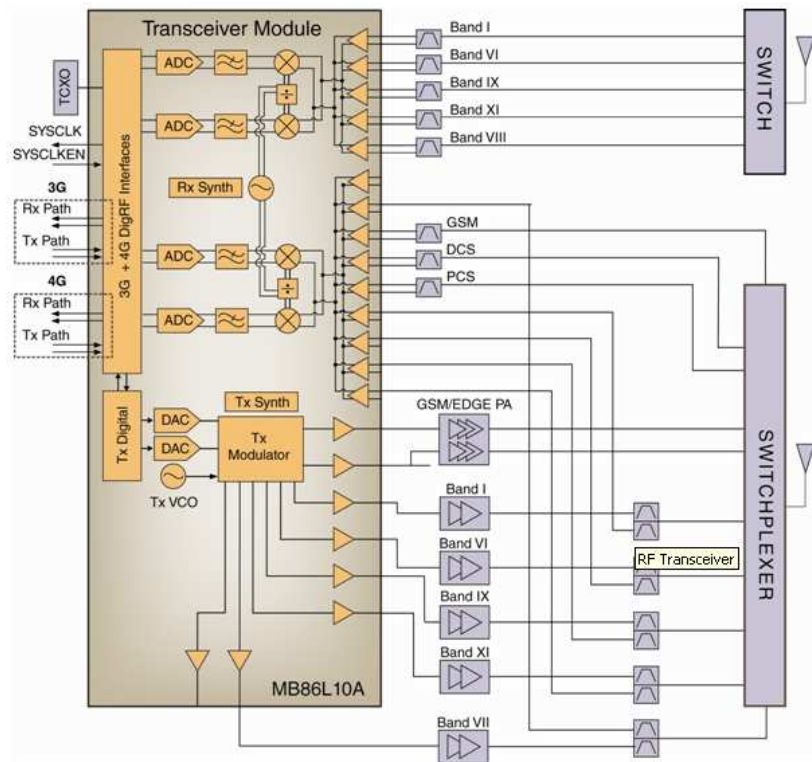 Transceiver Module
TCXO
SYSCLK
SYSCLKEN
3G
Rx Path
Tx Path
4G
Rx Path
Tx Path
3G + 4G DigRF Interfaces
ADC
ADC
Rx Synth
ADC
ADC
Tx Digital
DAC
DAC
Tx Synth
Tx
Modulator
Tx VCO
MB86L10A
Band I
Band VI
Band IX
Band XI
Band VIII
SWITCH
GSM
DCS
PCS
GSM/EDGE PA
Band I
Band VI
Band IX
Band XI
Band VII
RF Transceiver
SWITCHPLEXER